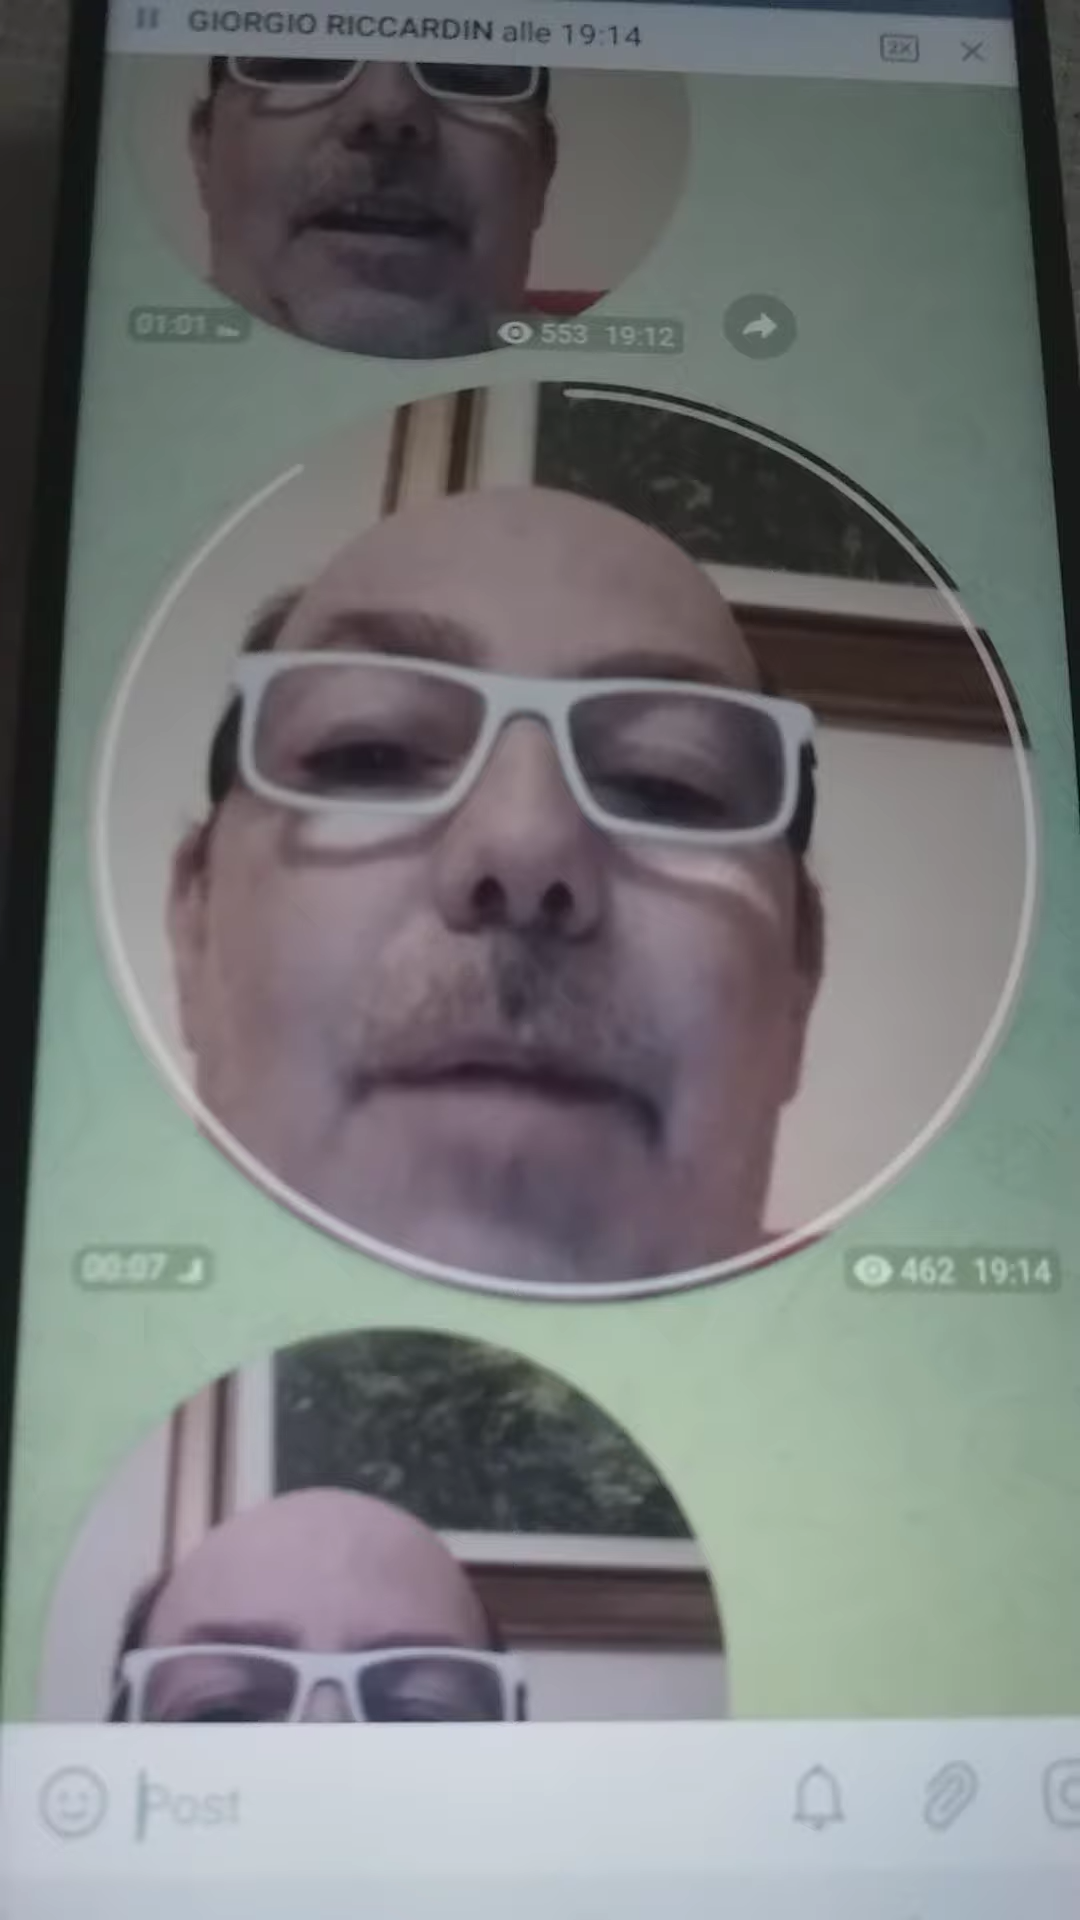 GIORGIO RICCARDIN alle 19:14
2X
01:01
553 19:12
00:07
462 19:14
Post